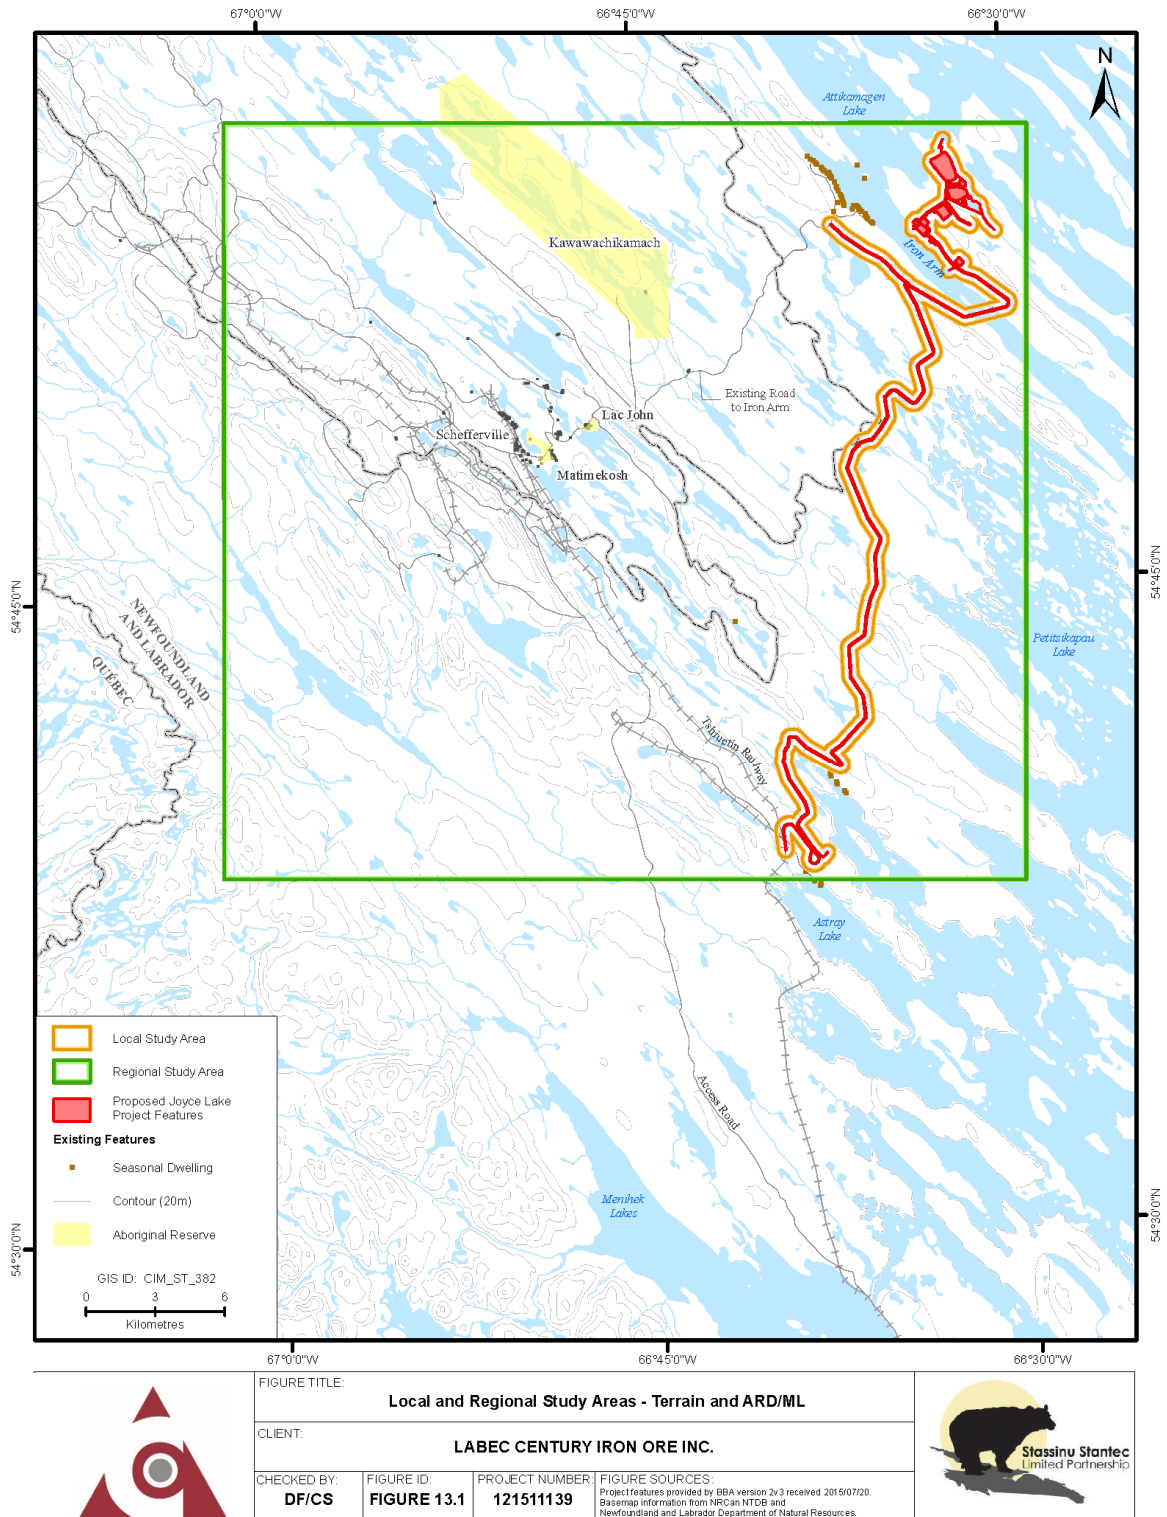 67°0'0"W
66°45'0"W
66°30'0"W
N
Attikamagen
Lake
Kawawachikamach
Iron Arm
Existing Road
to Iron Arm
Lac John
Schefferville
Matimekosh
54°45'0"N
54°45'0"N
NEWFOUNDLAND
AND LABRADOR
QUÉBEC
Petitsikapau
Lake
Tshiuetin Railway
Astray
Lake
Access Road
Menihek
Lakes
54°30'0"N
54°30'0"N
Local Study Area
Regional Study Area
Proposed Joyce Lake
Project Features
Existing Features
Seasonal Dwelling
Contour (20m)
Aboriginal Reserve
GIS ID: CIM_ST_382
0 3 6
Kilometres
67°0'0"W
66°45'0"W
66°30'0"W
FIGURE TITLE:
Local and Regional Study Areas - Terrain and ARD/ML
CLIENT:
LABEC CENTURY IRON ORE INC.
CHECKED BY:
DF/CS
FIGURE ID:
FIGURE 13.1
PROJECT NUMBER:
121511139
FIGURE SOURCES:
Project features provided by BBA version 2v3 received 2015/07/20.
Basemap information from NRCan NTDB and
Newfoundland and Labrador Department of Natural Resources.
Stassinu Stantec
Limited Partnership